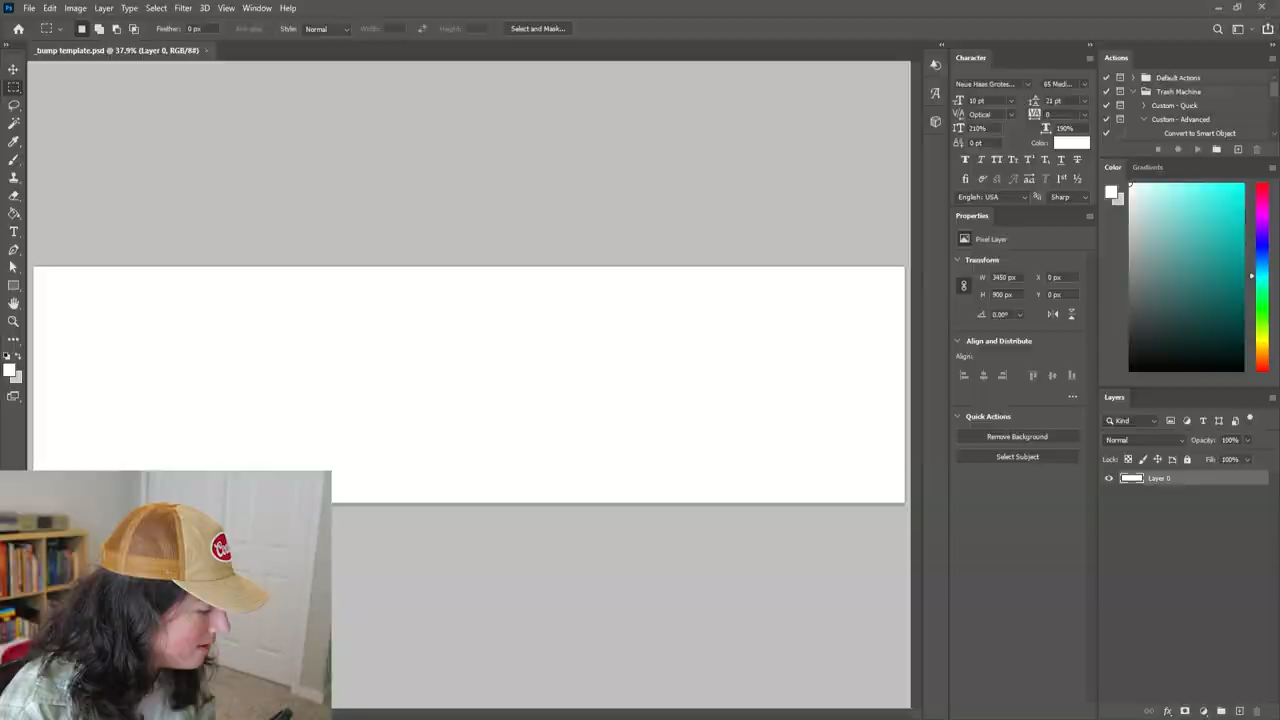 Ps File Edit Image Layer Type Select Filter 3D View Window Help
Feather: 0 px Anti-alias Style: Normal Width: Height: Select and Mask...
_bump template.psd @ 37.9% (Layer 0, RGB/8#) ×
Character
Neue Haas Grotes... 65 Medi...
10 pt 21 pt
Optical 0
210% 190%
0 pt Color:
English: USA Sharp
Properties
Pixel Layer
Transform
W 3450 px X 0 px
H 900 px Y 0 px
0.00°
Align and Distribute
Align:
Quick Actions
Remove Background
Select Subject
Actions
Default Actions
Trash Machine
Custom - Quick
Custom - Advanced
Convert to Smart Object
Color Gradients
Layers
Kind
Normal Opacity: 100%
Lock: Fill: 100%
Layer 0